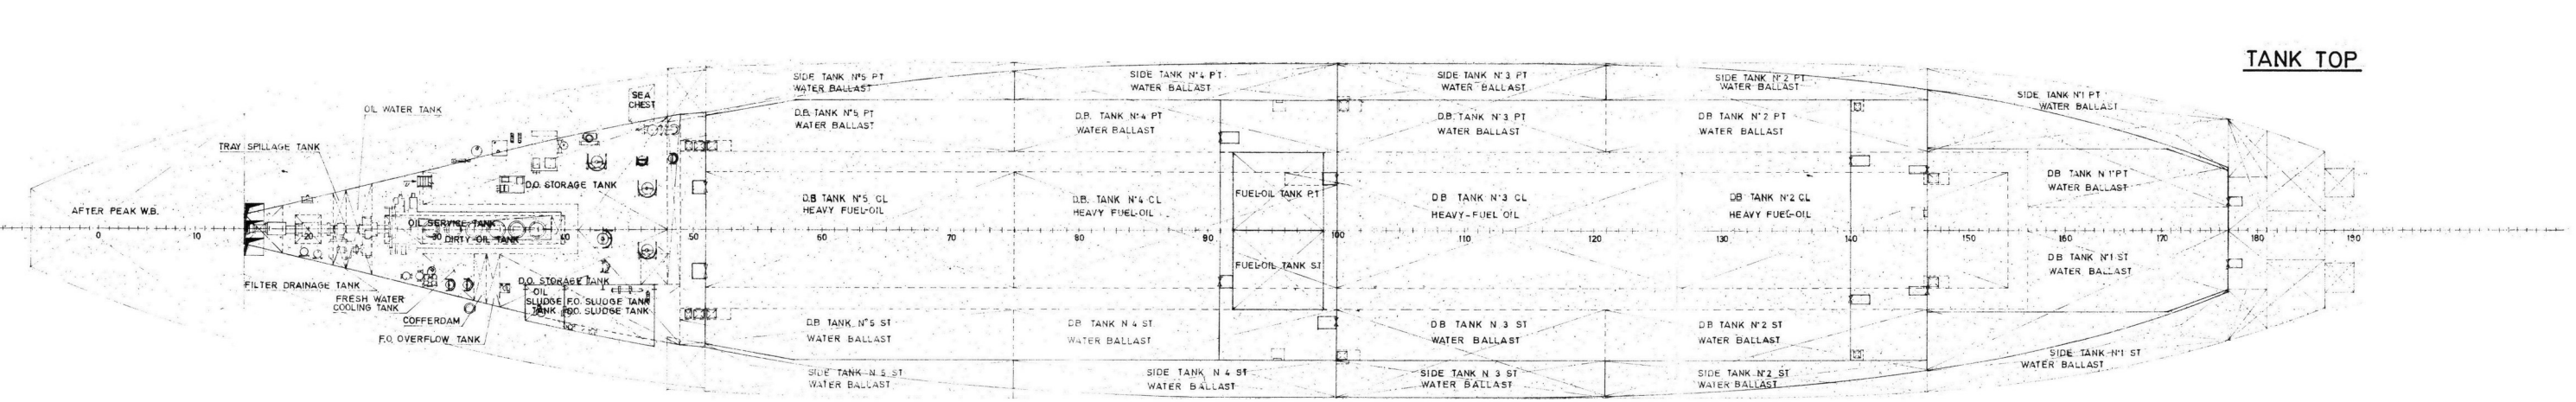 TANK TOP
SIDE TANK Nº5 PT
WATER BALLAST
SIDE TANK Nº4 PT
WATER BALLAST
SIDE TANK Nº3 PT
WATER BALLAST
SIDE TANK Nº2 PT
WATER BALLAST
SIDE TANK Nº1 PT
WATER BALLAST
SEA
CHEST
OIL WATER TANK
TRAY SPILLAGE TANK
D.B. TANK Nº5 PT
WATER BALLAST
D.B. TANK Nº4 PT
WATER BALLAST
D.B. TANK Nº3 PT
WATER BALLAST
DB TANK Nº2 PT
WATER BALLAST
DB TANK Nº1 PT
WATER BALLAST
D.O. STORAGE TANK
AFTER PEAK W.B.
OIL SERVICE TANK
DIRTY OIL TANK
D.B TANK Nº5 CL
HEAVY FUEL-OIL
D.B. TANK Nº4 CL
HEAVY FUEL-OIL
FUEL-OIL TANK PT
DB TANK Nº3 CL
HEAVY-FUEL OIL
DB TANK Nº2 CL
HEAVY FUEL-OIL
0 10 20 30 40 50 60 70 80 90 100 110 120 130 140 150 160 170 180 190
FUEL-OIL TANK ST
DB TANK Nº1 ST
WATER BALLAST
FILTER DRAINAGE TANK
FRESH WATER
COOLING TANK
COFFERDAM
F.O. OVERFLOW TANK
D.O. STORAGE TANK
OIL
SLUDGE
TANK
F.O. SLUDGE TANK
D.B TANK Nº5 ST
WATER BALLAST
DB TANK N 4 ST
WATER BALLAST
DB TANK N 3 ST
WATER BALLAST
DB TANK Nº2 ST
WATER BALLAST
SIDE TANK N 5 ST
WATER BALLAST
SIDE TANK N 4 ST
WATER BALLAST
SIDE TANK N 3 ST
WATER BALLAST
SIDE TANK Nº2 ST
WATER BALLAST
SIDE TANK Nº1 ST
WATER BALLAST